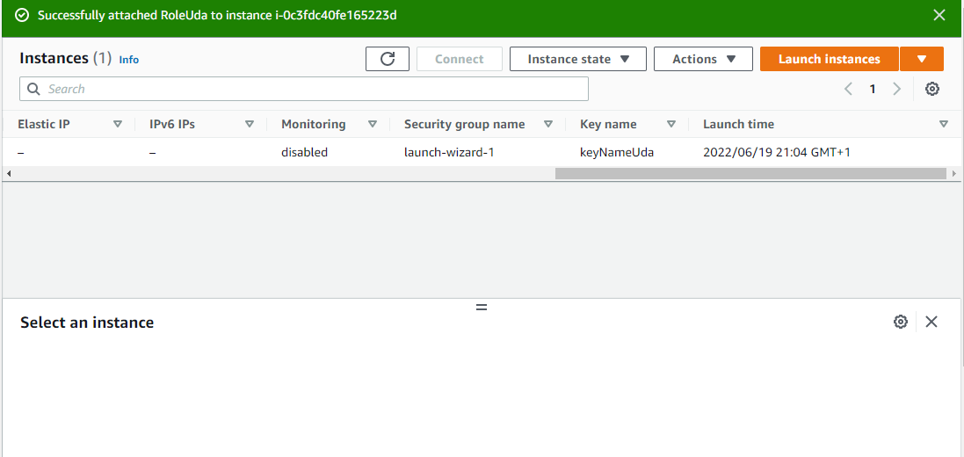 Successfully attached RoleUda to instance i-0c3fdc40fe165223d
Instances (1) Info
Connect
Instance state
Actions
Launch instances
Search
1
Elastic IP
IPv6 IPs
Monitoring
Security group name
Key name
Launch time
–
–
disabled
launch-wizard-1
keyNameUda
2022/06/19 21:04 GMT+1
Select an instance